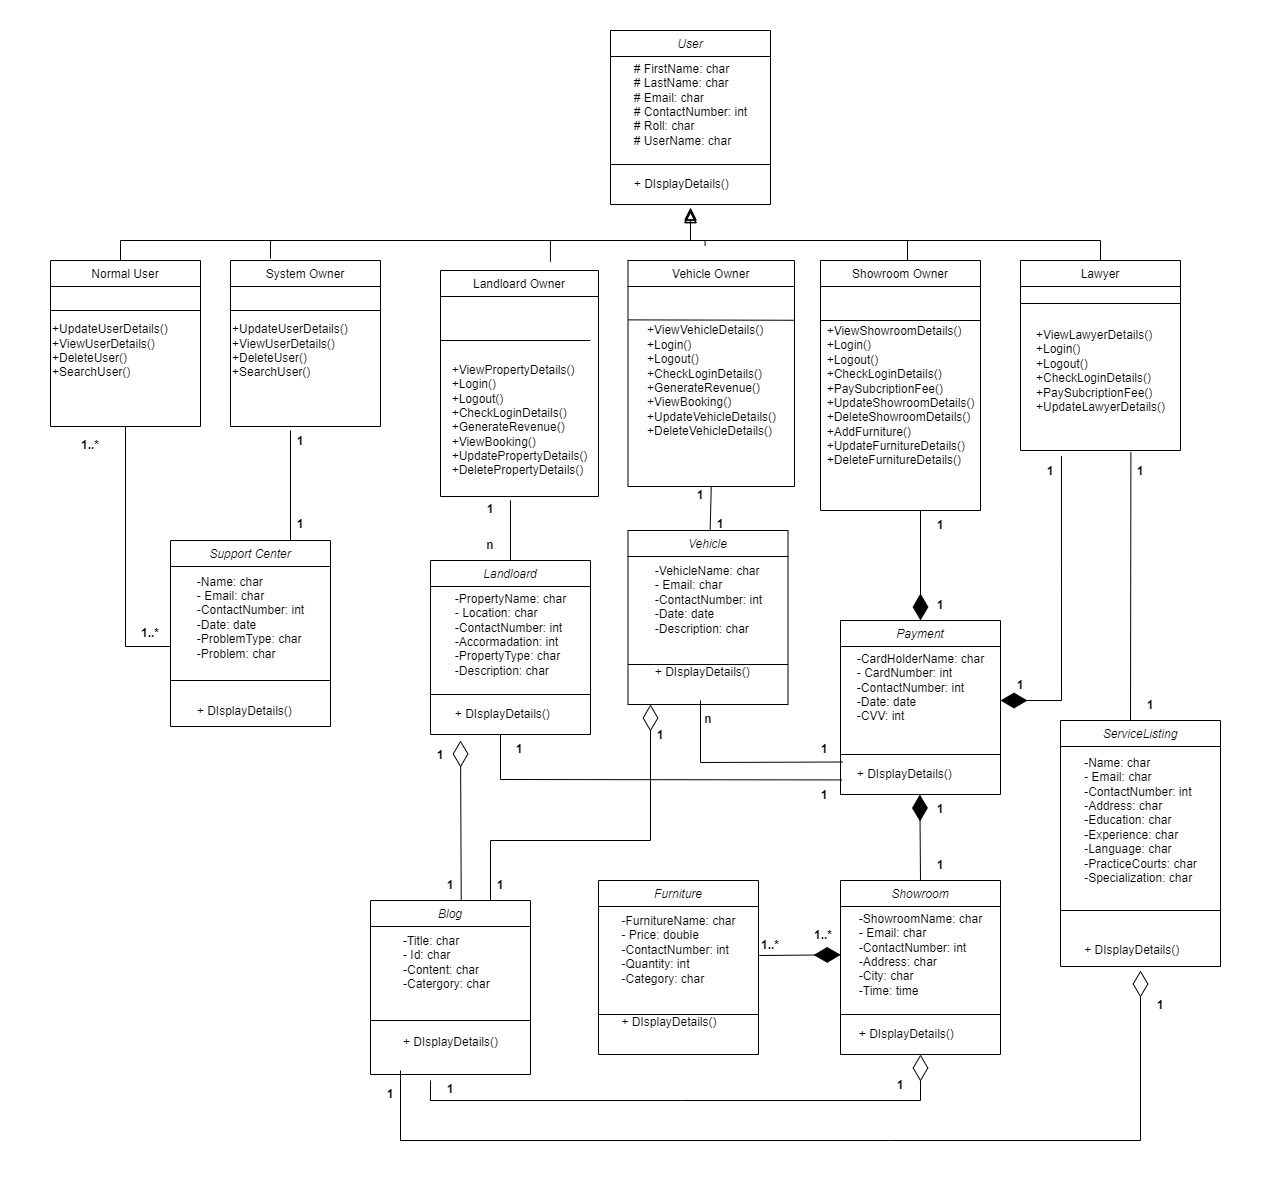 User
# FirstName: char
# LastName: char
# Email: char
# ContactNumber: int
# Roll: char
# UserName: char
+ DIsplayDetails()
Normal User
+UpdateUserDetails()
+ViewUserDetails()
+DeleteUser()
+SearchUser()
1..*
System Owner
+UpdateUserDetails()
+ViewUserDetails()
+DeleteUser()
+SearchUser()
1
Landloard Owner
+ViewPropertyDetails()
+Login()
+Logout()
+CheckLoginDetails()
+GenerateRevenue()
+ViewBooking()
+UpdatePropertyDetails()
+DeletePropertyDetails()
1
Vehicle Owner
+ViewVehicleDetails()
+Login()
+Logout()
+CheckLoginDetails()
+GenerateRevenue()
+ViewBooking()
+UpdateVehicleDetails()
+DeleteVehicleDetails()
1
Showroom Owner
+ViewShowroomDetails()
+Login()
+Logout()
+CheckLoginDetails()
+PaySubcriptionFee()
+UpdateShowroomDetails()
+DeleteShowroomDetails()
+AddFurniture()
+UpdateFurnitureDetails()
+DeleteFurnitureDetails()
1
Lawyer
+ViewLawyerDetails()
+Login()
+Logout()
+CheckLoginDetails()
+PaySubcriptionFee()
+UpdateLawyerDetails()
1
1
1
Support Center
-Name: char
- Email: char
-ContactNumber: int
-Date: date
-ProblemType: char
-Problem: char
+ DIsplayDetails()
1..*
n
Landloard
-PropertyName: char
- Location: char
-ContactNumber: int
-Accormadation: int
-PropertyType: char
-Description: char
+ DIsplayDetails()
1
1
1
Vehicle
-VehicleName: char
- Email: char
-ContactNumber: int
-Date: date
-Description: char
+ DIsplayDetails()
1
n
1
Payment
-CardHolderName: char
- CardNumber: int
-ContactNumber: int
-Date: date
-CVV: int
+ DIsplayDetails()
1
1
1
1
1
ServiceListing
-Name: char
- Email: char
-ContactNumber: int
-Address: char
-Education: char
-Experience: char
-Language: char
-PracticeCourts: char
-Specialization: char
+ DIsplayDetails()
1
1
1
Blog
-Title: char
- Id: char
-Content: char
-Catergory: char
+ DIsplayDetails()
1
1
Furniture
-FurnitureName: char
- Price: double
-ContactNumber: int
-Quantity: int
-Category: char
+ DIsplayDetails()
1..*
1..*
1
Showroom
-ShowroomName: char
- Email: char
-ContactNumber: int
-Address: char
-City: char
-Time: time
+ DIsplayDetails()
1